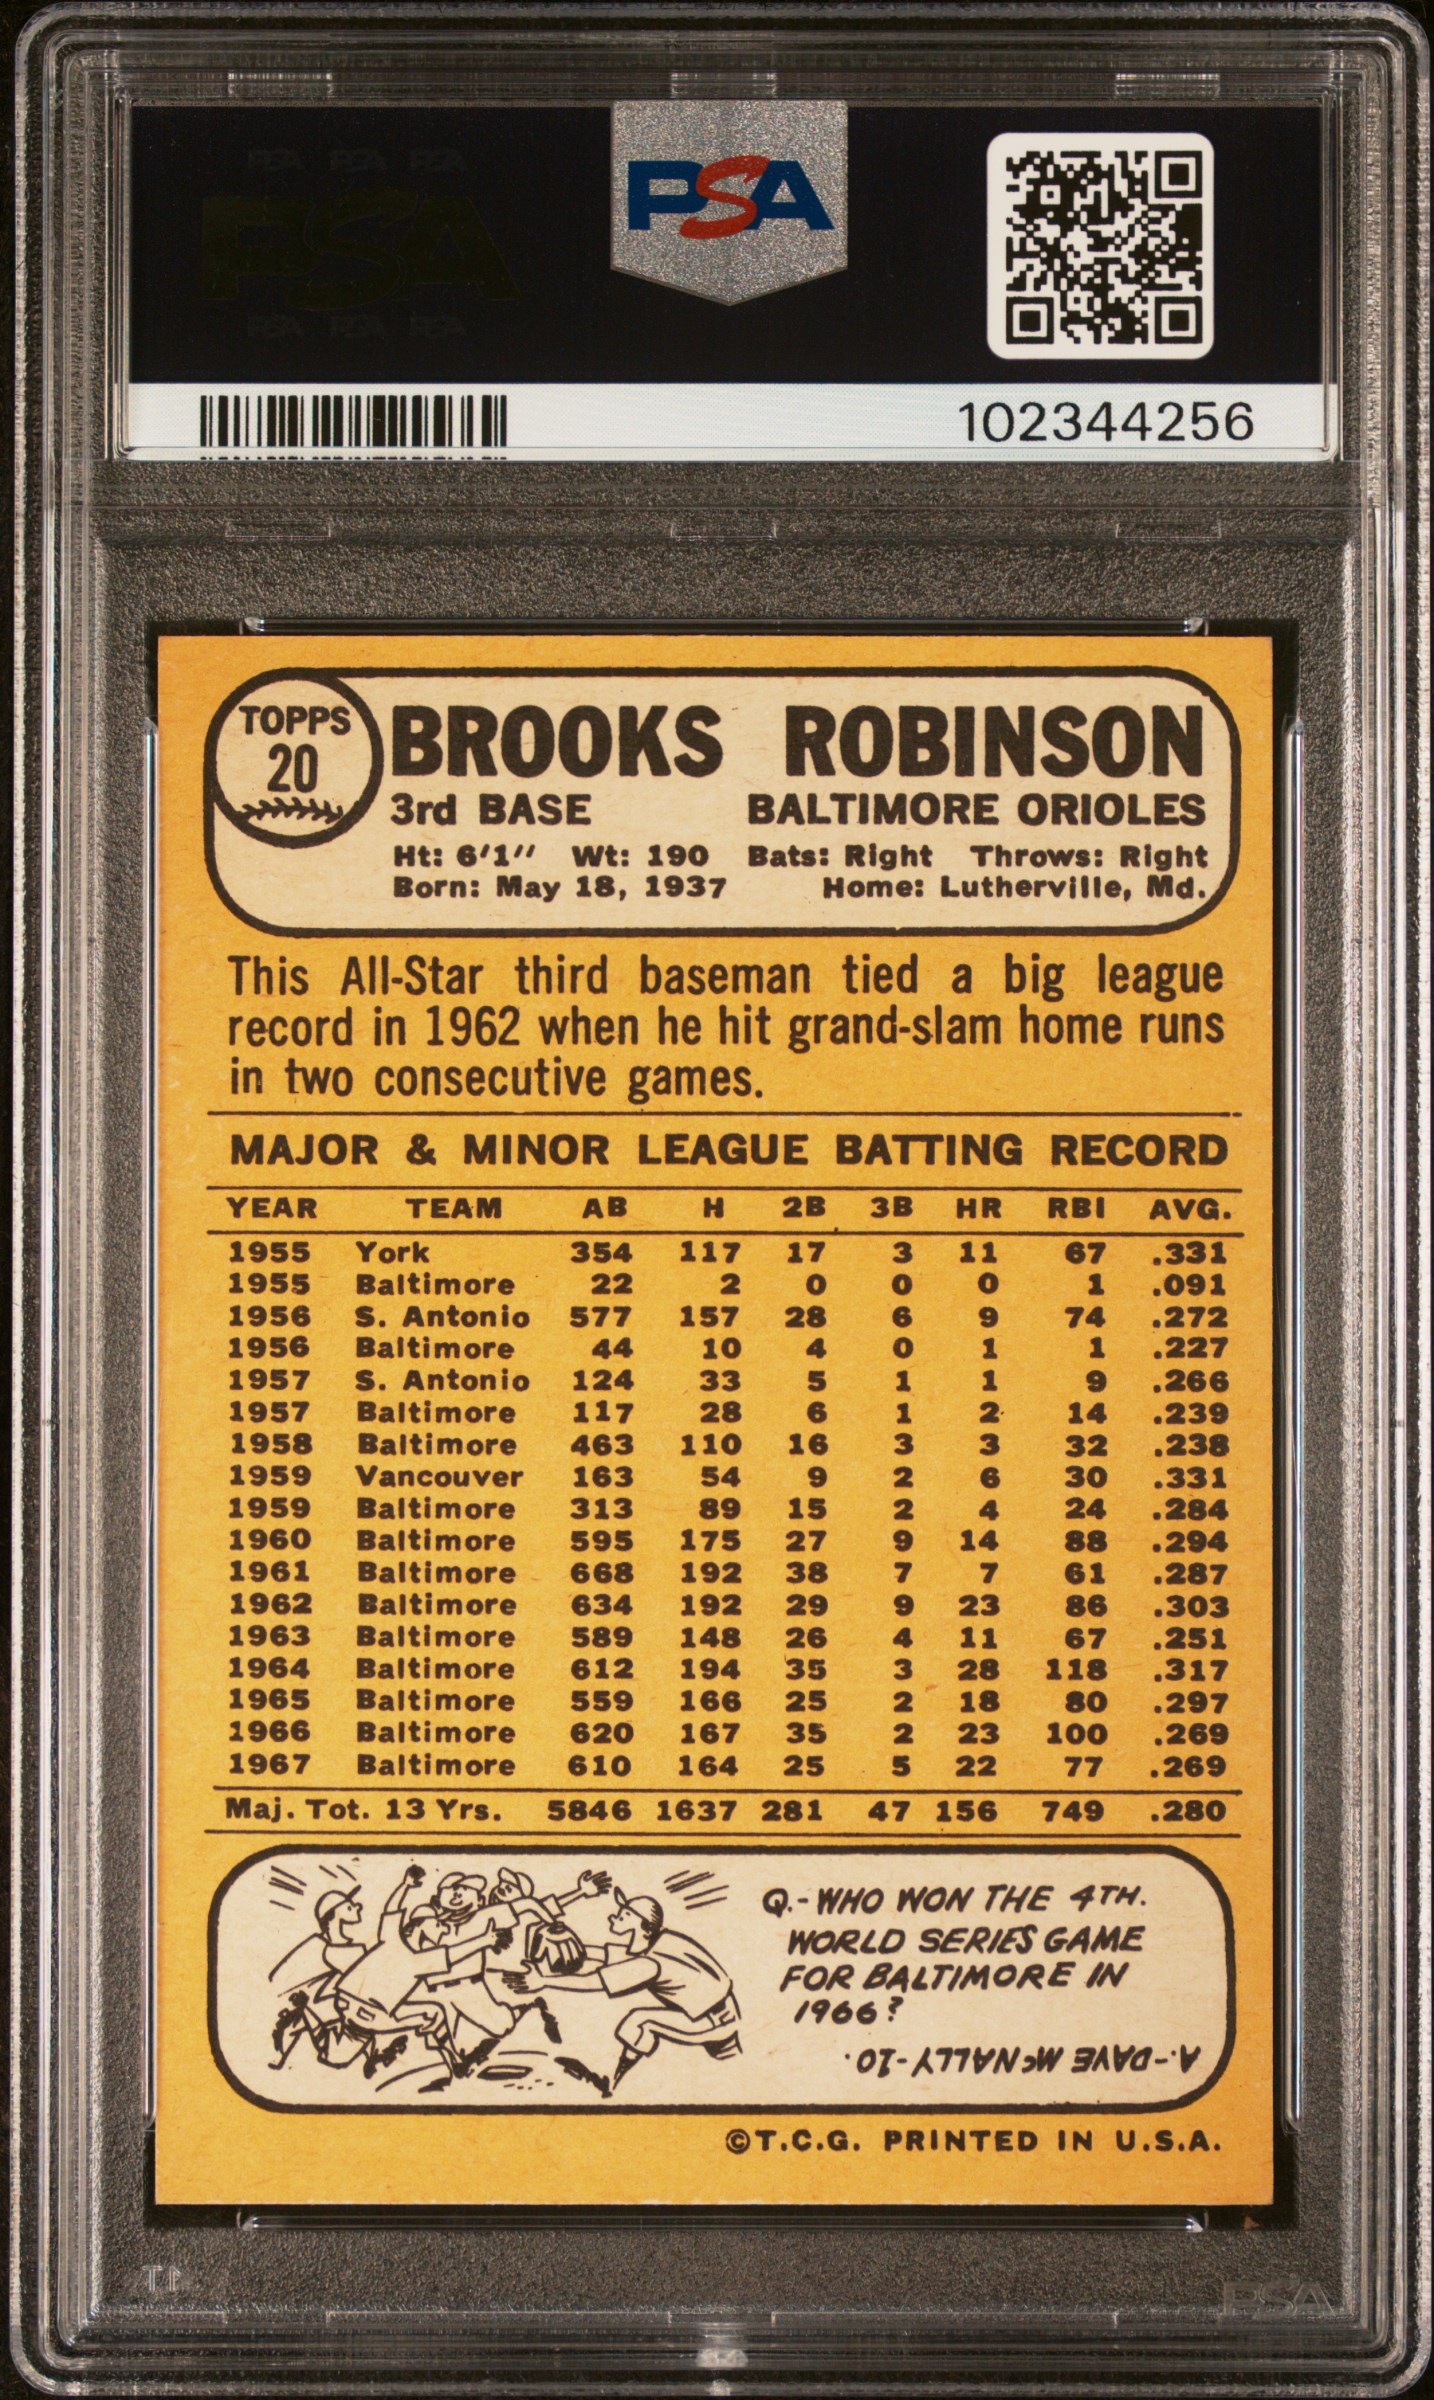 PSA PSA PSA
PSA
PSA PSA PSA
PSA
102344256
TOPPS
20
BROOKS ROBINSON
3rd BASE BALTIMORE ORIOLES
Ht: 6'1" Wt: 190 Bats: Right Throws: Right
Born: May 18, 1937 Home: Lutherville, Md.
This All-Star third baseman tied a big league
record in 1962 when he hit grand-slam home runs
in two consecutive games.
MAJOR & MINOR LEAGUE BATTING RECORD
YEAR TEAM AB H 2B 3B HR RBI AVG.
1955 York 354 117 17 3 11 67 .331
1955 Baltimore 22 2 0 0 0 1 .091
1956 S. Antonio 577 157 28 6 9 74 .272
1956 Baltimore 44 10 4 0 1 1 .227
1957 S. Antonio 124 33 5 1 1 9 .266
1957 Baltimore 117 28 6 1 2 14 .239
1958 Baltimore 463 110 16 3 3 32 .238
1959 Vancouver 163 54 9 2 6 30 .331
1959 Baltimore 313 89 15 2 4 24 .284
1960 Baltimore 595 175 27 9 14 88 .294
1961 Baltimore 668 192 38 7 7 61 .287
1962 Baltimore 634 192 29 9 23 86 .303
1963 Baltimore 589 148 26 4 11 67 .251
1964 Baltimore 612 194 35 3 28 118 .317
1965 Baltimore 559 166 25 2 18 80 .297
1966 Baltimore 620 167 35 2 23 100 .269
1967 Baltimore 610 164 25 5 22 77 .269
Maj. Tot. 13 Yrs. 5846 1637 281 47 156 749 .280
Q.-WHO WON THE 4TH.
WORLD SERIES GAME
FOR BALTIMORE IN
1966?
A.-DAVE McNALLY-10.
©T.C.G. PRINTED IN U.S.A.
PSA